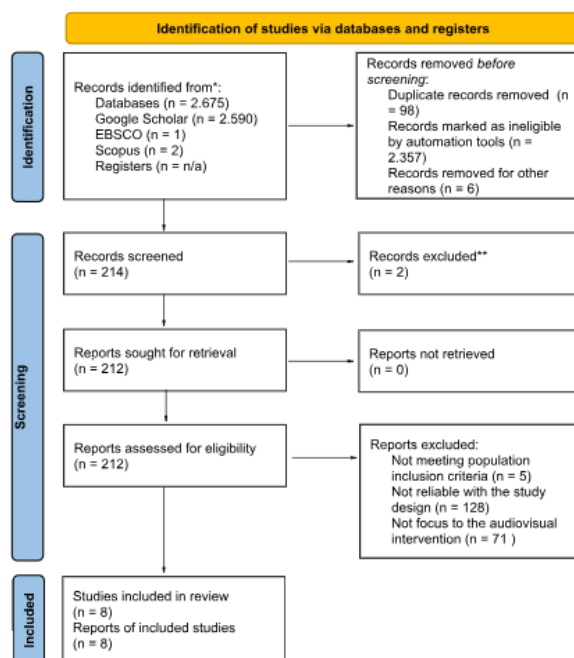 Identification of studies via databases and registers
Identification
Records identified from*:
Databases (n = 2.675)
Google Scholar (n = 2.590)
EBSCO (n = 1)
Scopus (n = 2)
Registers (n = n/a)
Records removed before
screening:
Duplicate records removed (n
= 98)
Records marked as ineligible
by automation tools (n =
2.357)
Records removed for other
reasons (n = 6)
Screening
Records screened
(n = 214)
Records excluded**
(n = 2)
Reports sought for retrieval
(n = 212)
Reports not retrieved
(n = 0)
Reports assessed for eligibility
(n = 212)
Reports excluded:
Not meeting population
inclusion criteria (n = 5)
Not reliable with the study
design (n = 128)
Not focus to the audiovisual
intervention (n = 71 )
Included
Studies included in review
(n = 8)
Reports of included studies
(n = 8)